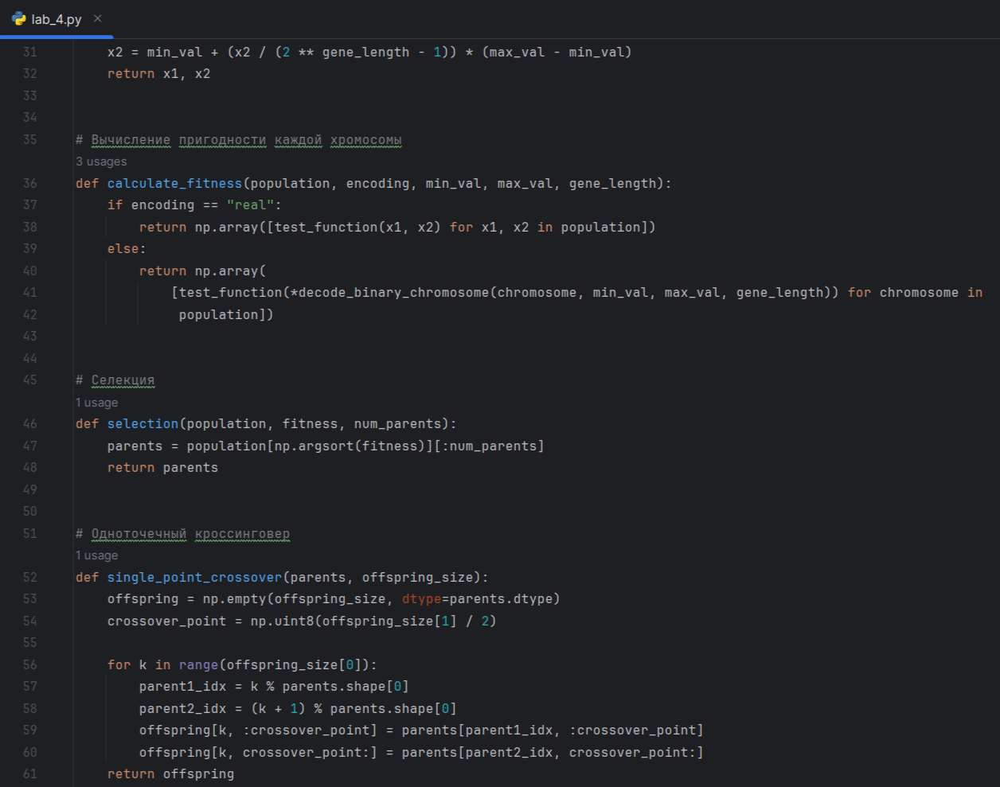 lab_4.py ×
31 x2 = min_val + (x2 / (2 ** gene_length - 1)) * (max_val - min_val)
32 return x1, x2
33
34
35 # Вычисление пригодности каждой хромосомы
3 usages
36 def calculate_fitness(population, encoding, min_val, max_val, gene_length):
37 if encoding == "real":
38 return np.array([test_function(x1, x2) for x1, x2 in population])
39 else:
40 return np.array(
41 [test_function(*decode_binary_chromosome(chromosome, min_val, max_val, gene_length)) for chromosome in
42 population])
43
44
45 # Селекция
1 usage
46 def selection(population, fitness, num_parents):
47 parents = population[np.argsort(fitness)][:num_parents]
48 return parents
49
50
51 # Одноточечный кроссинговер
1 usage
52 def single_point_crossover(parents, offspring_size):
53 offspring = np.empty(offspring_size, dtype=parents.dtype)
54 crossover_point = np.uint8(offspring_size[1] / 2)
55
56 for k in range(offspring_size[0]):
57 parent1_idx = k % parents.shape[0]
58 parent2_idx = (k + 1) % parents.shape[0]
59 offspring[k, :crossover_point] = parents[parent1_idx, :crossover_point]
60 offspring[k, crossover_point:] = parents[parent2_idx, crossover_point:]
61 return offspring